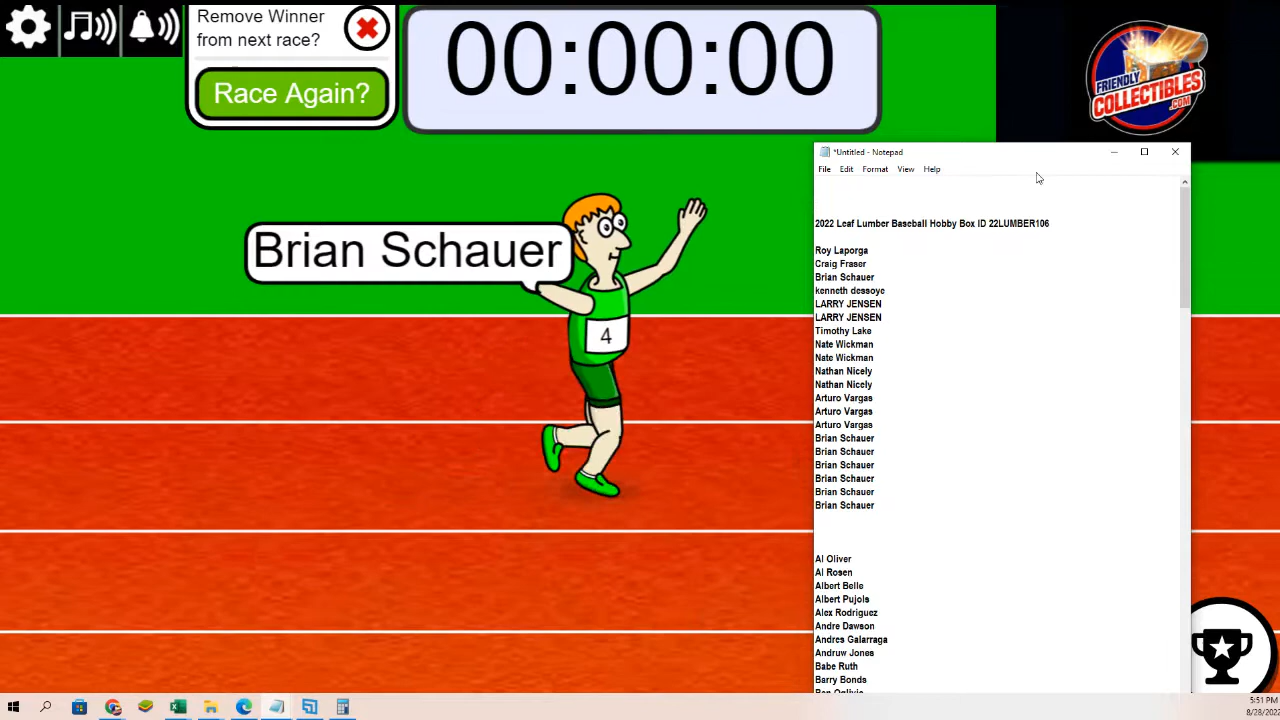 Remove Winner
from next race?
Race Again?
00:00:00
FRIENDLY
COLLECTIBLES
.COM
*Untitled - Notepad
File Edit Format View Help
2022 Leaf Lumber Baseball Hobby Box ID 22LUMBER106
Roy Laporga
Craig Fraser
Brian Schauer
kenneth dessoye
LARRY JENSEN
LARRY JENSEN
Timothy Lake
Nate Wickman
Nate Wickman
Nathan Nicely
Nathan Nicely
Arturo Vargas
Arturo Vargas
Arturo Vargas
Brian Schauer
Brian Schauer
Brian Schauer
Brian Schauer
Brian Schauer
Brian Schauer
Al Oliver
Al Rosen
Albert Belle
Albert Pujols
Alex Rodriguez
Andre Dawson
Andres Galarraga
Andruw Jones
Babe Ruth
Barry Bonds
Ben Oglivie
Brian Schauer
4
5:51 PM